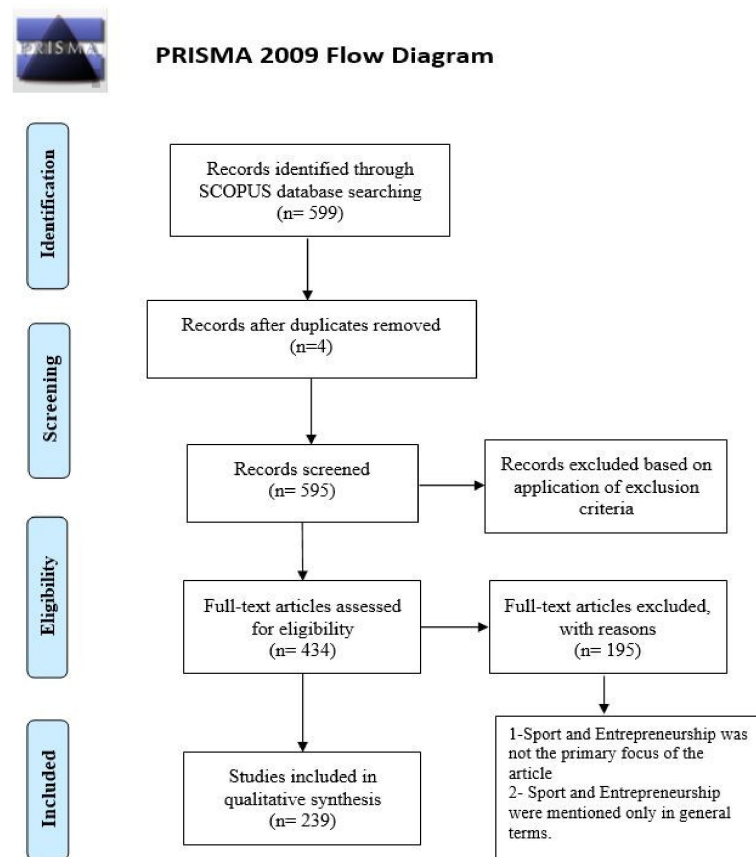 PRISMA
PRISMA 2009 Flow Diagram
Identification
Records identified through
SCOPUS database searching
(n= 599)
Records after duplicates removed
(n=4)
Screening
Records screened
(n= 595)
Records excluded based on
application of exclusion
criteria
Eligibility
Full-text articles assessed
for eligibility
(n= 434)
Full-text articles excluded,
with reasons
(n= 195)
Included
Studies included in
qualitative synthesis
(n= 239)
1-Sport and Entrepreneurship was
not the primary focus of the
article
2- Sport and Entrepreneurship
were mentioned only in general
terms.